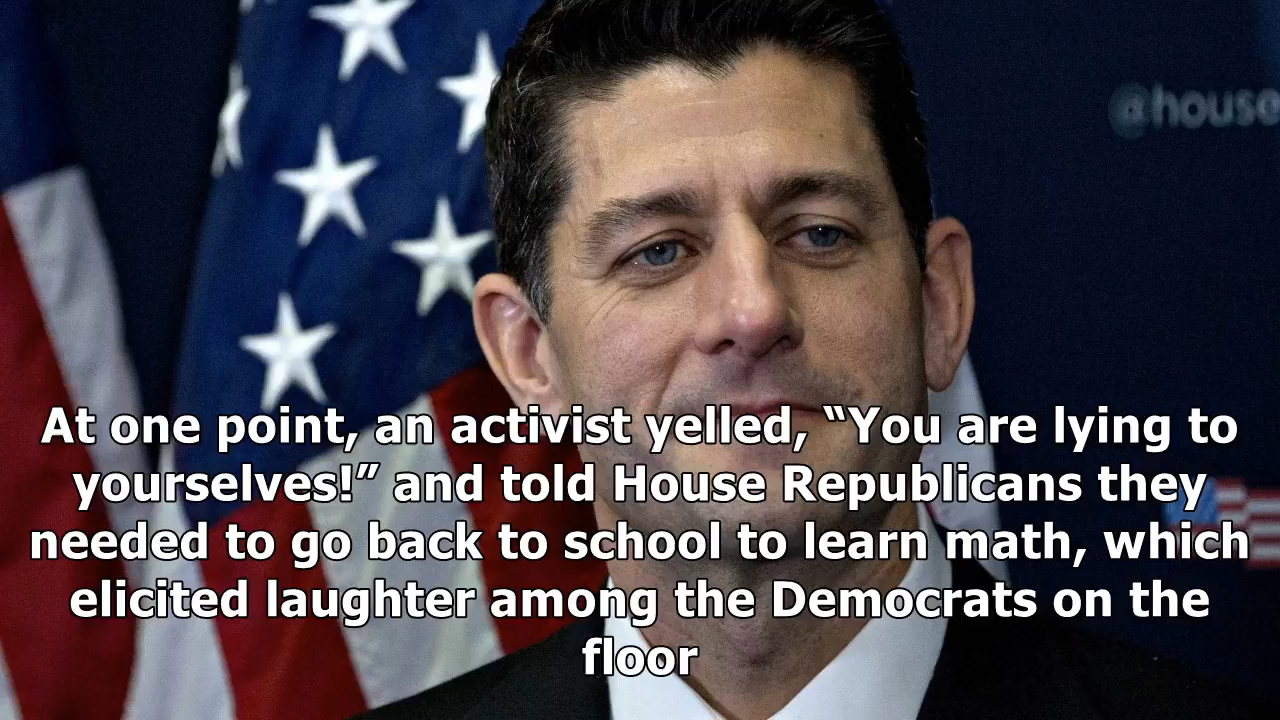 @house
At one point, an activist yelled, “You are lying to
yourselves!” and told House Republicans they
needed to go back to school to learn math, which
elicited laughter among the Democrats on the
floor